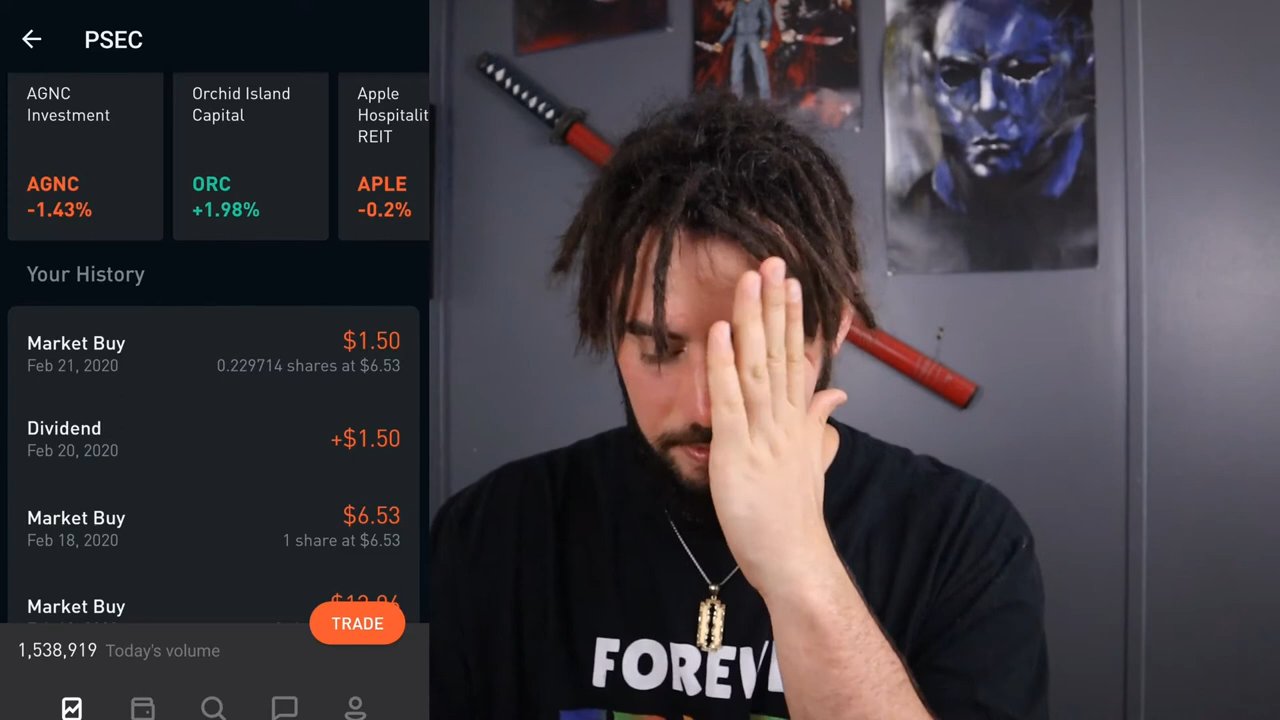 PSEC
AGNC
Investment
AGNC
-1.43%
Orchid Island
Capital
ORC
+1.98%
Apple
Hospitalit
REIT
APLE
-0.2%
Your History
Market Buy
$1.50
Feb 21, 2020
0.229714 shares at $6.53
Dividend
+$1.50
Feb 20, 2020
Market Buy
$6.53
Feb 18, 2020
1 share at $6.53
Market Buy
TRADE
1,538,919 Today's volume
FOREV